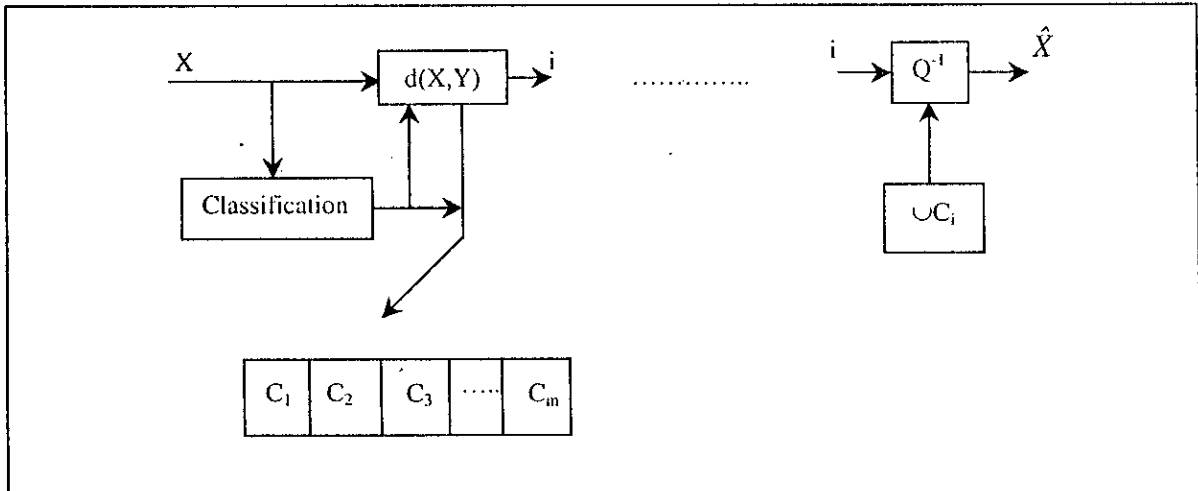 X
d(X,Y)
i
..............
i
Q⁻¹
X̂
Classification
∪Cᵢ
C₁ C₂ C₃ ..... Cₘ